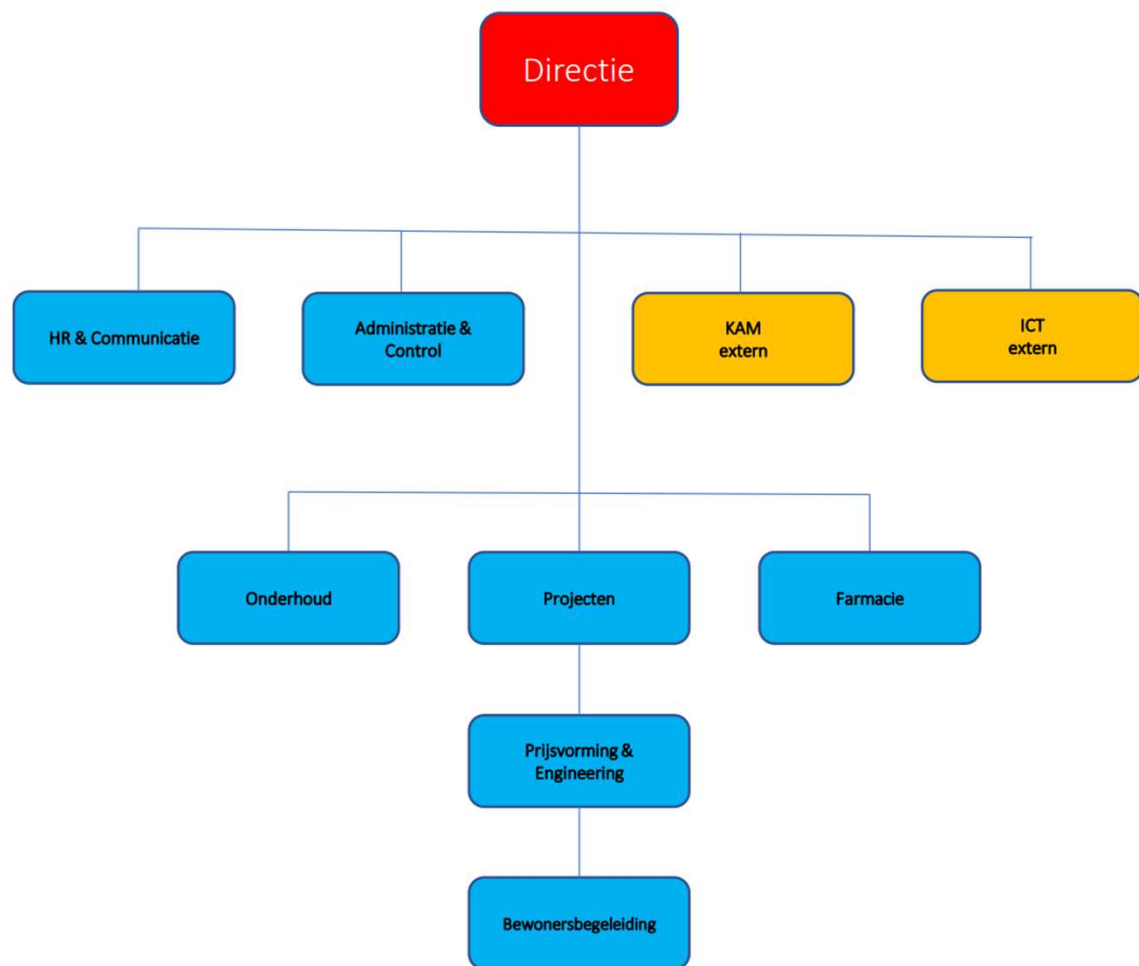 Directie
HR & Communicatie
Administratie &
Control
KAM
extern
ICT
extern
Onderhoud
Projecten
Farmacie
Prijsvorming &
Engineering
Bewonersbegeleiding